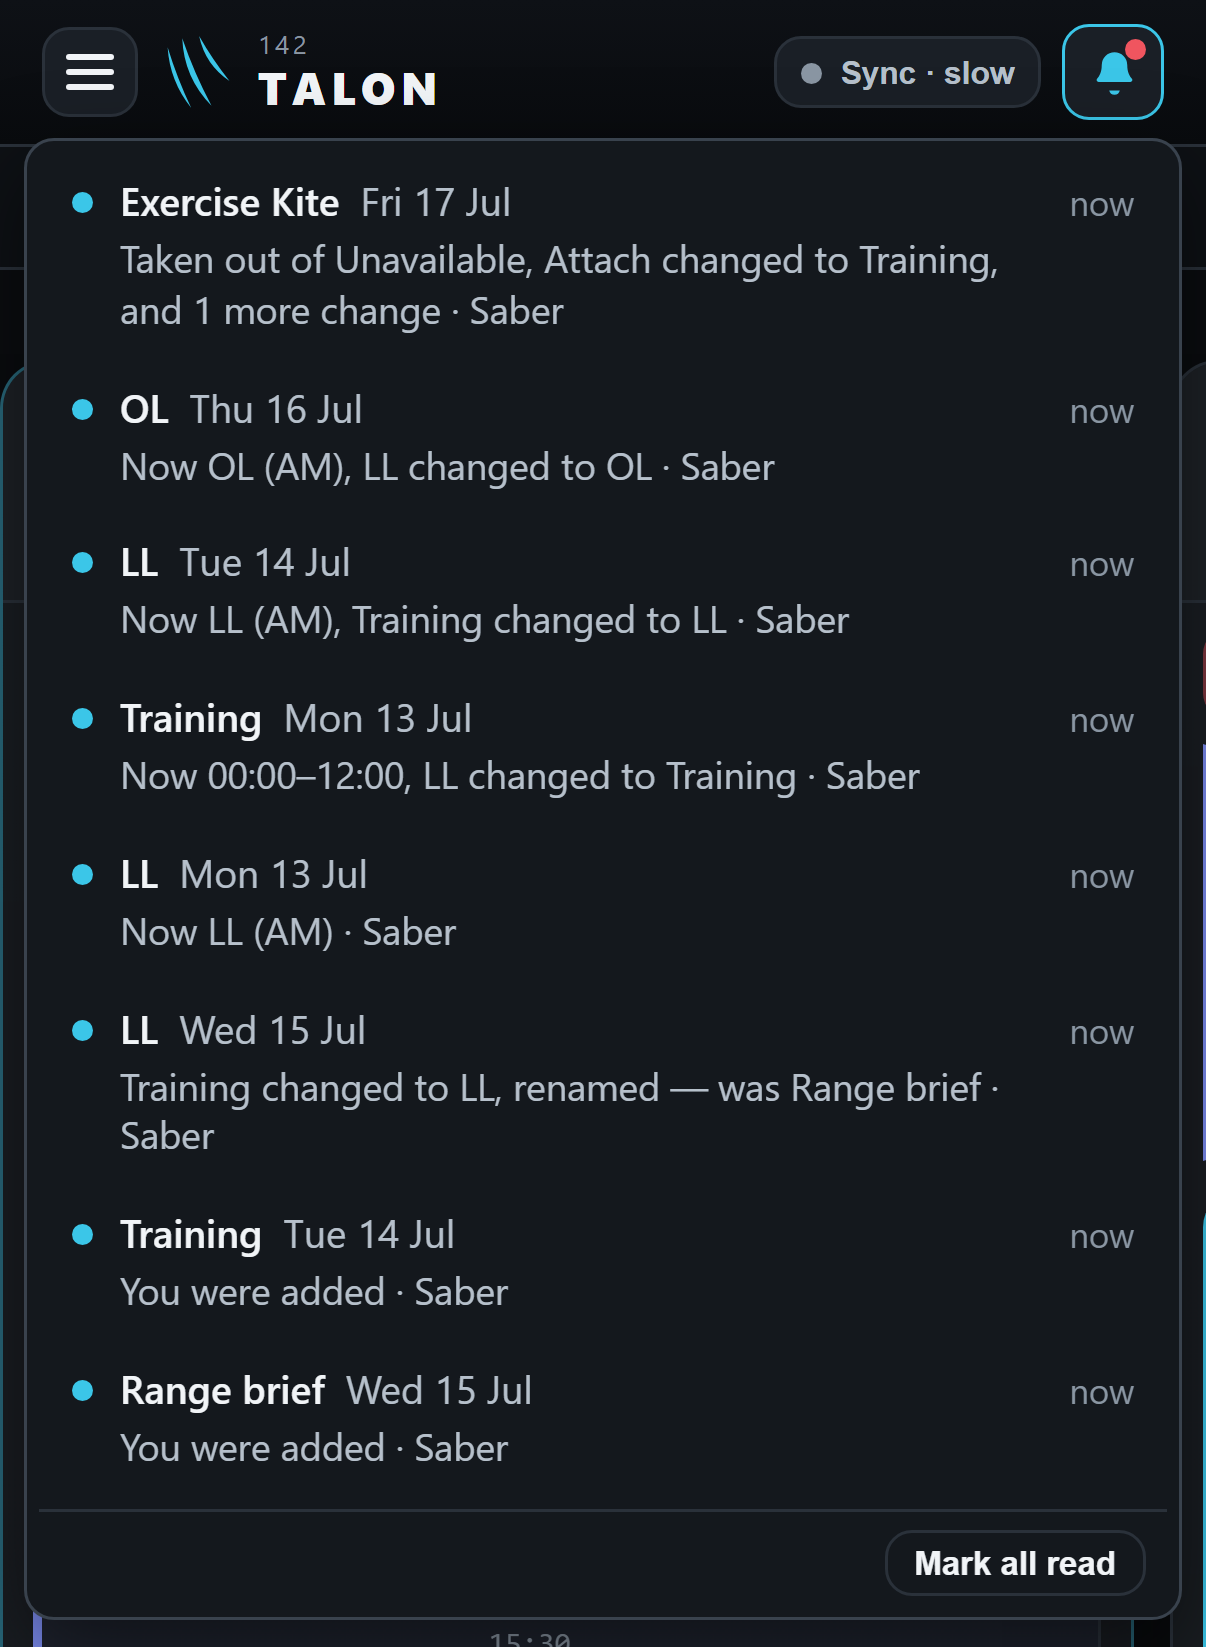 142
TALON
Sync · slow
Exercise Kite Fri 17 Jul now
Taken out of Unavailable, Attach changed to Training,
and 1 more change · Saber
OL Thu 16 Jul now
Now OL (AM), LL changed to OL · Saber
LL Tue 14 Jul now
Now LL (AM), Training changed to LL · Saber
Training Mon 13 Jul now
Now 00:00–12:00, LL changed to Training · Saber
LL Mon 13 Jul now
Now LL (AM) · Saber
LL Wed 15 Jul now
Training changed to LL, renamed — was Range brief ·
Saber
Training Tue 14 Jul now
You were added · Saber
Range brief Wed 15 Jul now
You were added · Saber
Mark all read
15:30